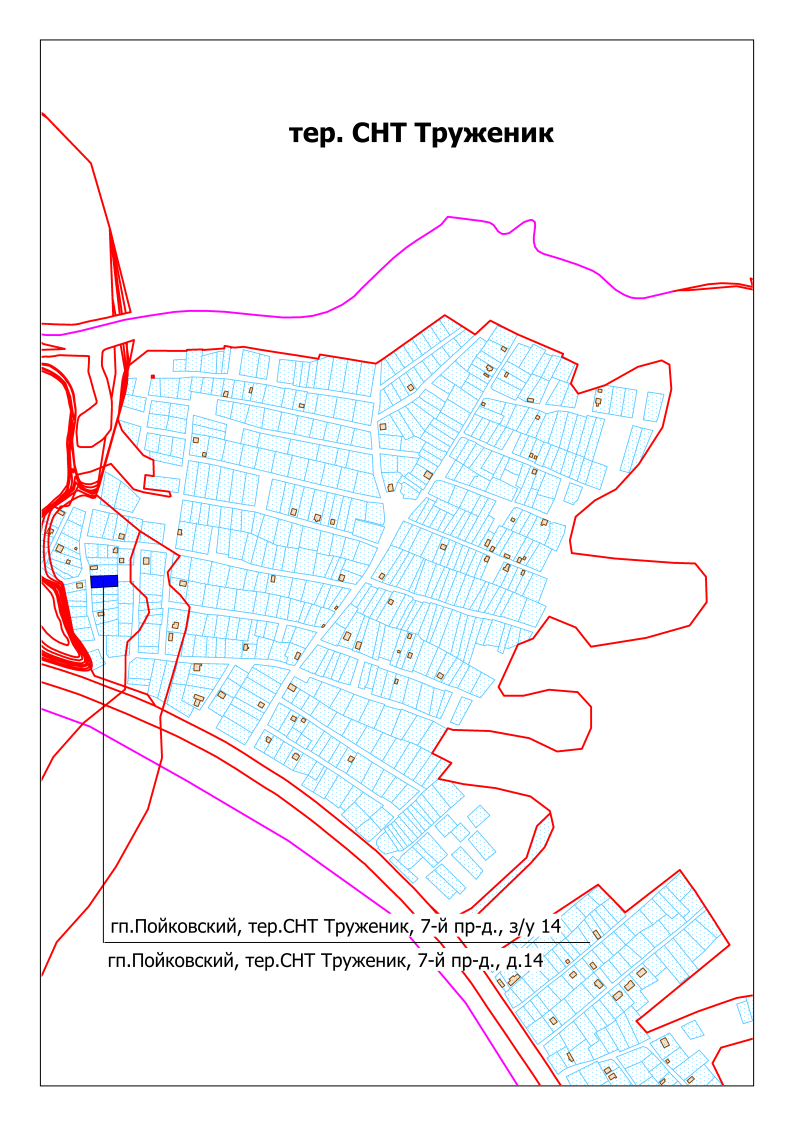 тер. СНТ Труженик
гп.Пойковский, тер.СНТ Труженик, 7-й пр-д., з/у 14
гп.Пойковский, тер.СНТ Труженик, 7-й пр-д., д.14